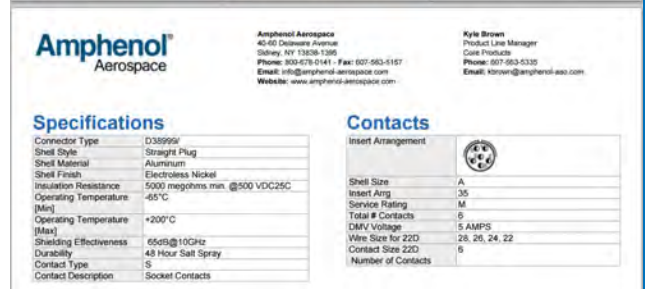 Amphenol®
Aerospace
Amphenol Aerospace
40-60 Delaware Avenue
Sidney, NY 13838-1395
Phone: 800-678-0141 - Fax: 607-563-5157
Email: info@amphenol-aerospace.com
Website: www.amphenol-aerospace.com
Kyle Brown
Product Line Manager
Core Products
Phone: 607-563-5335
Email: kbrown@amphenol-aao.com
Specifications
Connector Type D38999/
Shell Style Straight Plug
Shell Material Aluminum
Shell Finish Electroless Nickel
Insulation Resistance 5000 megohms min. @500 VDC25C
Operating Temperature -65°C
[Min]
Operating Temperature +200°C
[Max]
Shielding Effectiveness 65dB@10GHz
Durability 48 Hour Salt Spray
Contact Type S
Contact Description Socket Contacts
Contacts
Insert Arrangement
Shell Size A
Insert Arrg 35
Service Rating M
Total # Contacts 6
DMV Voltage 5 AMPS
Wire Size for 22D 28, 26, 24, 22
Contact Size 22D 6
Number of Contacts